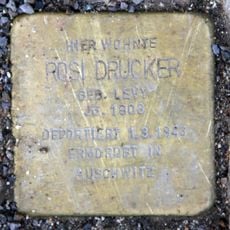 HIER WOHNTE
ROSI DRUCKER
GEB. LEVY
JG. 1908
DEPORTIERT 1.3.1943
ERMORDET IN
AUSCHWITZ